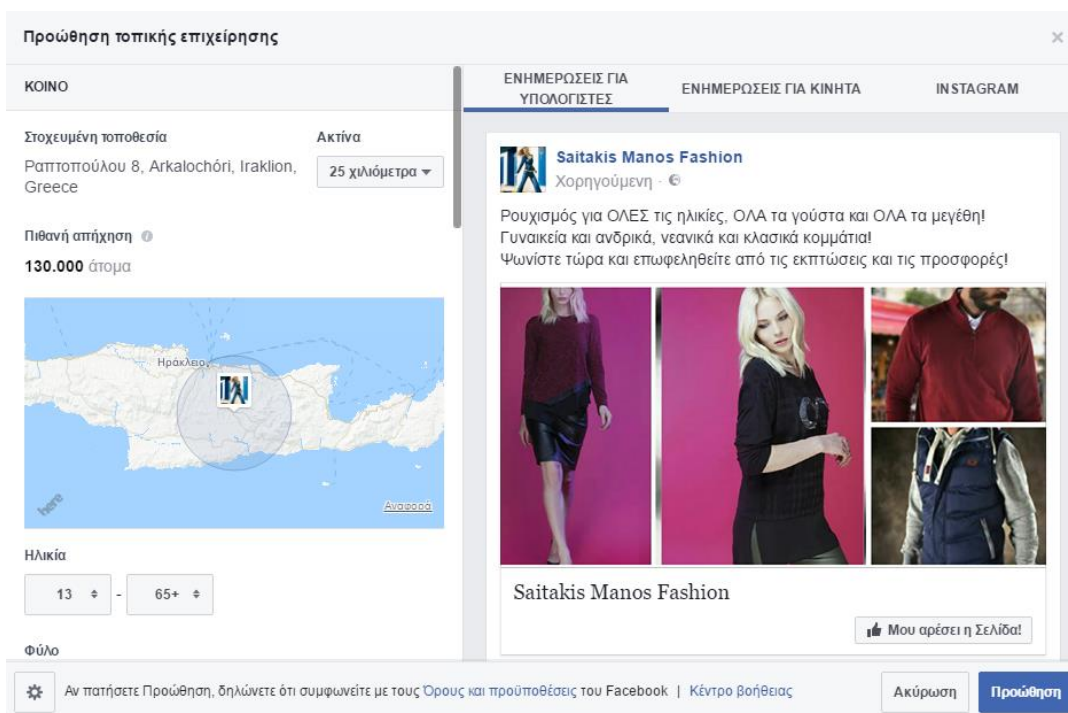 Προώθηση τοπικής επιχείρησης
ΚΟΙΝΟ
Στοχευμένη τοποθεσία
Ακτίνα
Ραπτοπούλου 8, Arkalochóri, Iraklion,
Greece
25 χιλιόμετρα
Πιθανή απήχηση
130.000 άτομα
Ηράκλειο
here
Αναφορά
Ηλικία
13 - 65+
Φύλο
ΕΝΗΜΕΡΩΣΕΙΣ ΓΙΑ
ΥΠΟΛΟΓΙΣΤΕΣ
ΕΝΗΜΕΡΩΣΕΙΣ ΓΙΑ ΚΙΝΗΤΑ
INSTAGRAM
Saitakis Manos Fashion
Χορηγούμενη ·
Ρουχισμός για ΟΛΕΣ τις ηλικίες, ΟΛΑ τα γούστα και ΟΛΑ τα μεγέθη!
Γυναικεία και ανδρικά, νεανικά και κλασικά κομμάτια!
Ψωνίστε τώρα και επωφεληθείτε από τις εκπτώσεις και τις προσφορές!
Saitakis Manos Fashion
Μου αρέσει η Σελίδα!
Αν πατήσετε Προώθηση, δηλώνετε ότι συμφωνείτε με τους Όρους και προϋποθέσεις του Facebook | Κέντρο βοήθειας
Ακύρωση
Προώθηση